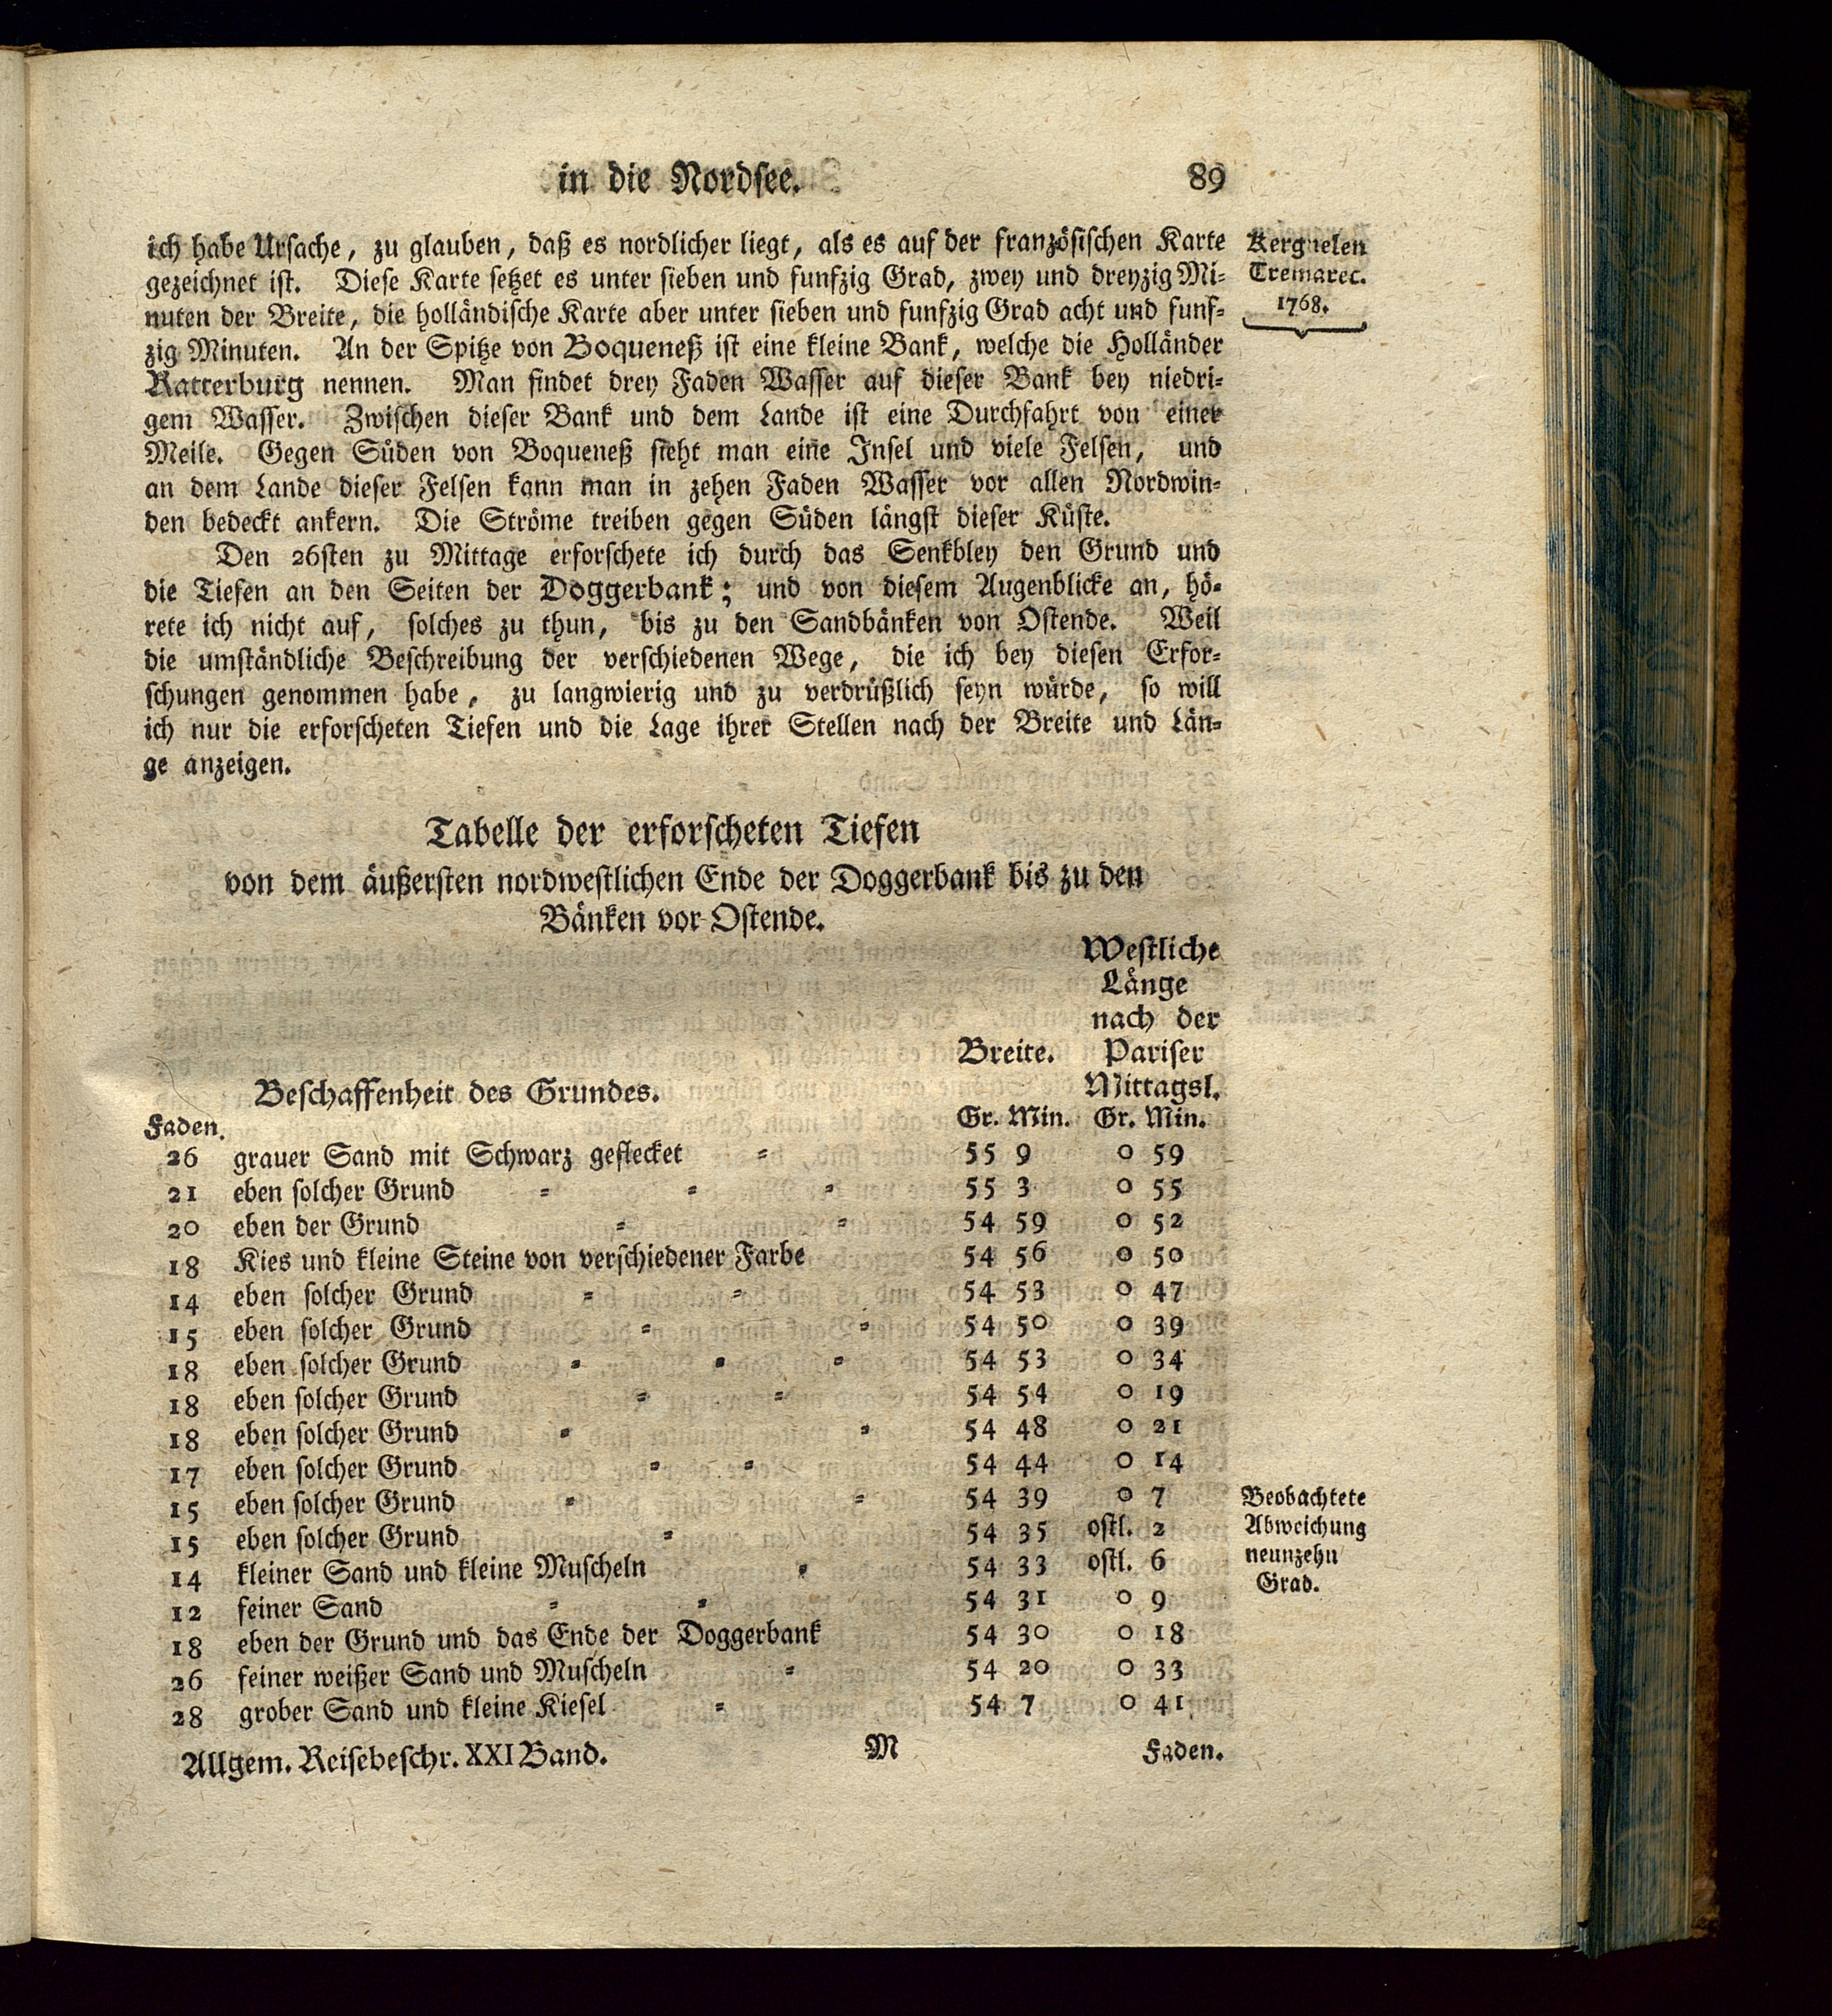 in die Nordsee. 89
ich habe Ursache, zu glauben, daß es nordlicher liegt, als es auf der französischen Karte
gezeichnet ist. Diese Karte setzet es unter sieben und funfzig Grad, zwey und dreyzig Mi-
nuten der Breite, die holländische Karte aber unter sieben und funfzig Grad acht und funf-
zig Minuten. An der Spitze von Boqueneß ist eine kleine Bank, welche die Holländer
Ratterburg nennen. Man findet drey Faden Wasser auf dieser Bank bey niedri-
gem Wasser. Zwischen dieser Bank und dem Lande ist eine Durchfahrt von einer
Meile. Gegen Süden von Boqueneß sieht man eine Insel und viele Felsen, und
an dem Lande dieser Felsen kann man in zehen Faden Wasser vor allen Nordwin-
den bedeckt ankern. Die Ströme treiben gegen Süden längst dieser Küste.
Kerguelen
Tremarec.
1768.
Den 26sten zu Mittage erforschete ich durch das Senkbley den Grund und
die Tiefen an den Seiten der Doggerbank; und von diesem Augenblicke an, hö-
rete ich nicht auf, solches zu thun, bis zu den Sandbänken von Ostende. Weil
die umständliche Beschreibung der verschiedenen Wege, die ich bey diesen Erfor-
schungen genommen habe, zu langwierig und zu verdrüßlich seyn würde, so will
ich nur die erforscheten Tiefen und die Lage ihrer Stellen nach der Breite und Län-
ge anzeigen.
Tabelle der erforscheten Tiefen
von dem äußersten nordwestlichen Ende der Doggerbank bis zu den
Bänken vor Ostende.
Westliche
Länge
nach der
Breite. Pariser
Beschaffenheit des Grundes. Mittagsl.
Faden. Gr. Min. Gr. Min.
26 grauer Sand mit Schwarz geflecket = 55 9 0 59
21 eben solcher Grund = = = 55 3 0 55
20 eben der Grund = = 54 59 0 52
18 Kies und kleine Steine von verschiedener Farbe 54 56 0 50
14 eben solcher Grund = = 54 53 0 47
15 eben solcher Grund = = 54 50 0 39
18 eben solcher Grund = = = 54 53 0 34
18 eben solcher Grund = = 54 54 0 19
18 eben solcher Grund = = 54 48 0 21
17 eben solcher Grund = = 54 44 0 14
15 eben solcher Grund = = 54 39 0 7
15 eben solcher Grund = 54 35 ostl. 2
14 kleiner Sand und kleine Muscheln = 54 33 ostl. 6
12 feiner Sand = = 54 31 0 9
18 eben der Grund und das Ende der Doggerbank 54 30 0 18
26 feiner weißer Sand und Muscheln = 54 20 0 33
28 grober Sand und kleine Kiesel = 54 7 0 41
Beobachtete
Abweichung
neunzehn
Grad.
Allgem. Reisebeschr. XXI Band. M Faden.